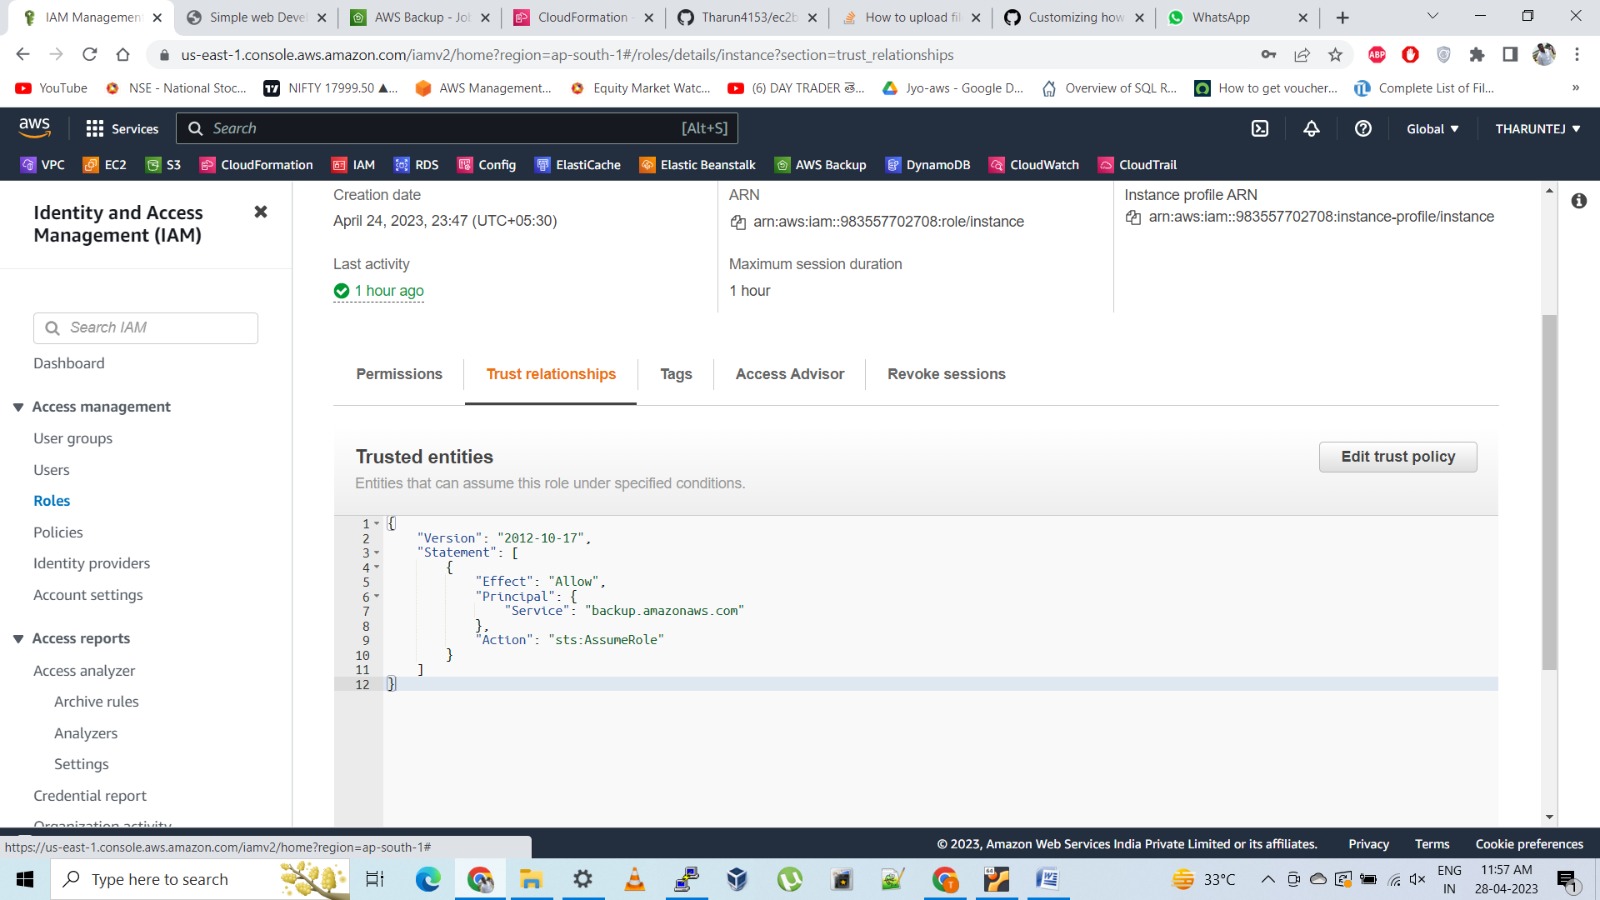 IAM Management
Simple web Devel
AWS Backup - Jol
CloudFormation -
Tharun4153/ec2b
How to upload fil
Customizing how
WhatsApp
us-east-1.console.aws.amazon.com/iamv2/home?region=ap-south-1#/roles/details/instance?section=trust_relationships
ABP
YouTube
NSE - National Stoc...
NIFTY 17999.50 ▲...
AWS Management...
Equity Market Watc...
Jyo-aws - Google D...
Overview of SQL R...
How to get voucher...
Complete List of Fil...
»
aws
Services
Search
[Alt+S]
Global ▼
THARUNTEJ ▼
VPC
EC2
S3
CloudFormation
IAM
RDS
Config
ElastiCache
Elastic Beanstalk
AWS Backup
DynamoDB
CloudWatch
CloudTrail
Identity and Access
Management (IAM)
Search IAM
Dashboard
Access management
User groups
Users
Roles
Policies
Identity providers
Account settings
Access reports
Access analyzer
Archive rules
Analyzers
Settings
Credential report
Organization activity
Creation date
April 24, 2023, 23:47 (UTC+05:30)
Last activity
1 hour ago
ARN
arn:aws:iam::983557702708:role/instance
Maximum session duration
1 hour
Instance profile ARN
arn:aws:iam::983557702708:instance-profile/instance
Permissions
Trust relationships
Tags
Access Advisor
Revoke sessions
Trusted entities
Entities that can assume this role under specified conditions.
Edit trust policy
1 {
2 "Version": "2012-10-17",
3 "Statement": [
4 {
5 "Effect": "Allow",
6 "Principal": {
7 "Service": "backup.amazonaws.com"
8 },
9 "Action": "sts:AssumeRole"
10 }
11 ]
12 }
https://us-east-1.console.aws.amazon.com/iamv2/home?region=ap-south-1#
© 2023, Amazon Web Services India Private Limited or its affiliates.
Privacy
Terms
Cookie preferences
Type here to search
33°C
ENG
IN
11:57 AM
28-04-2023
1